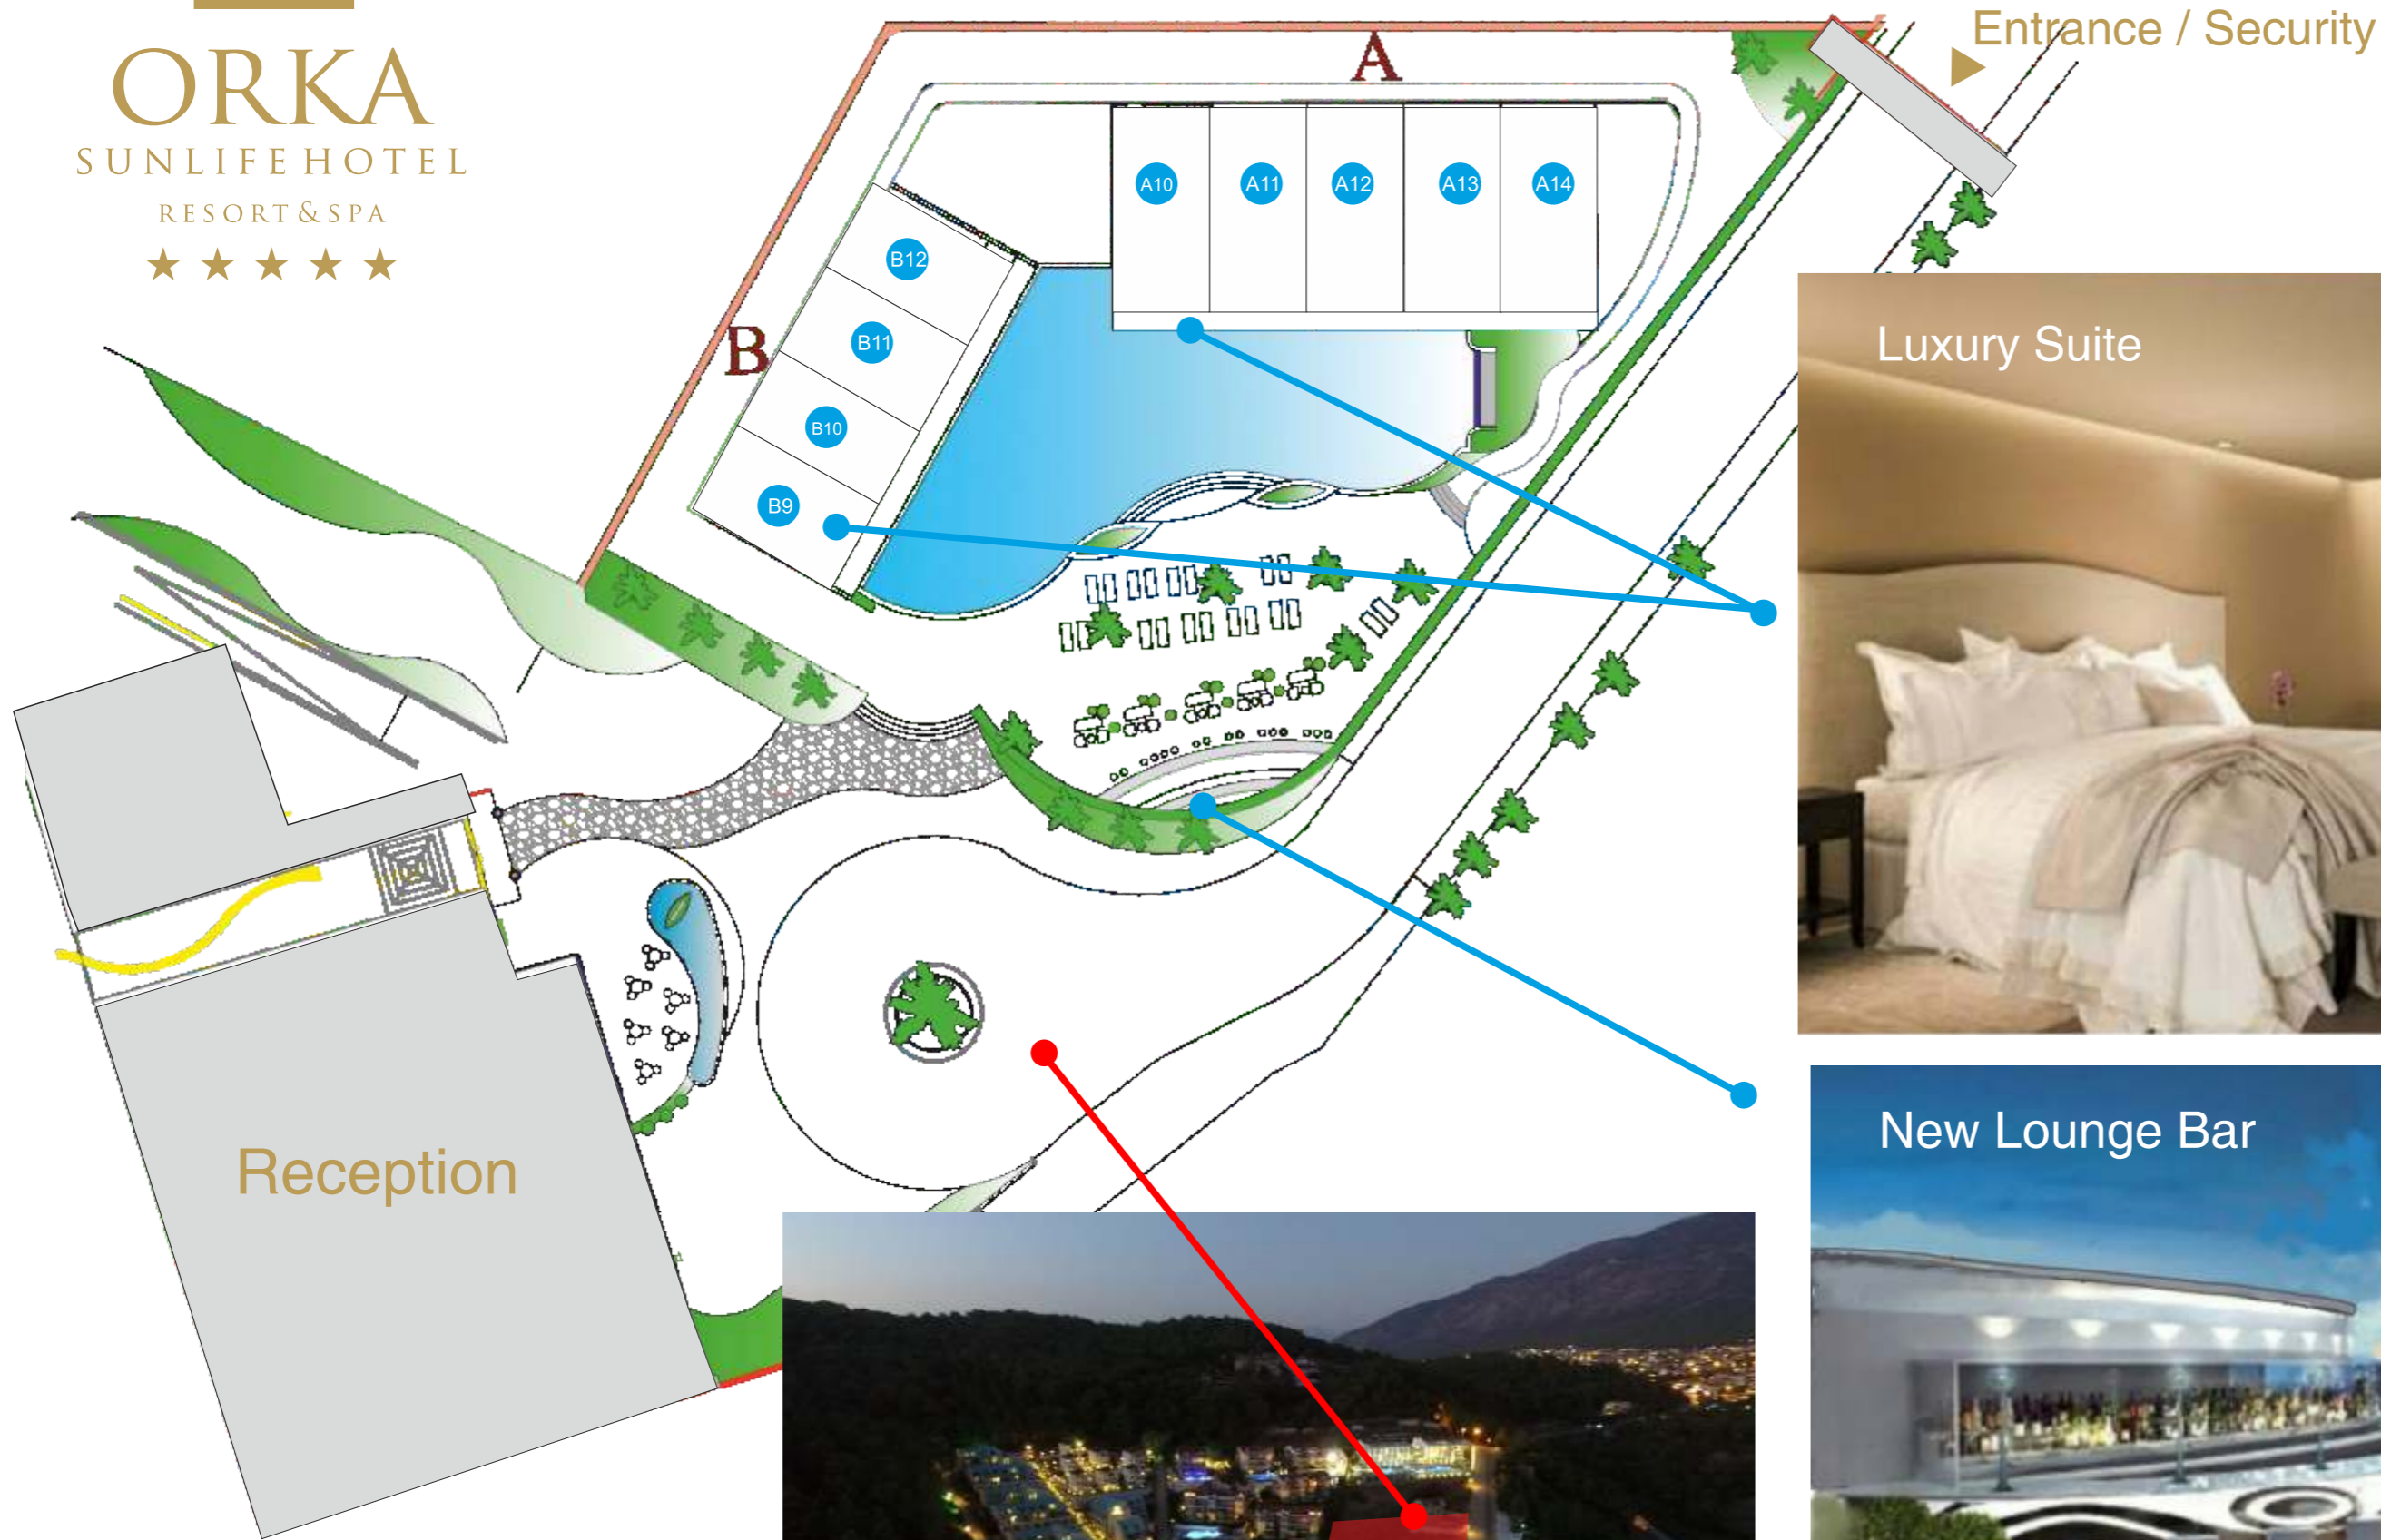 ORKA
SUNLIFE HOTEL
RESORT & SPA
Entrance / Security
A
A10 A11 A12 A13 A14
B
B12
B11
B10
B9
Luxury Suite
New Lounge Bar
Reception